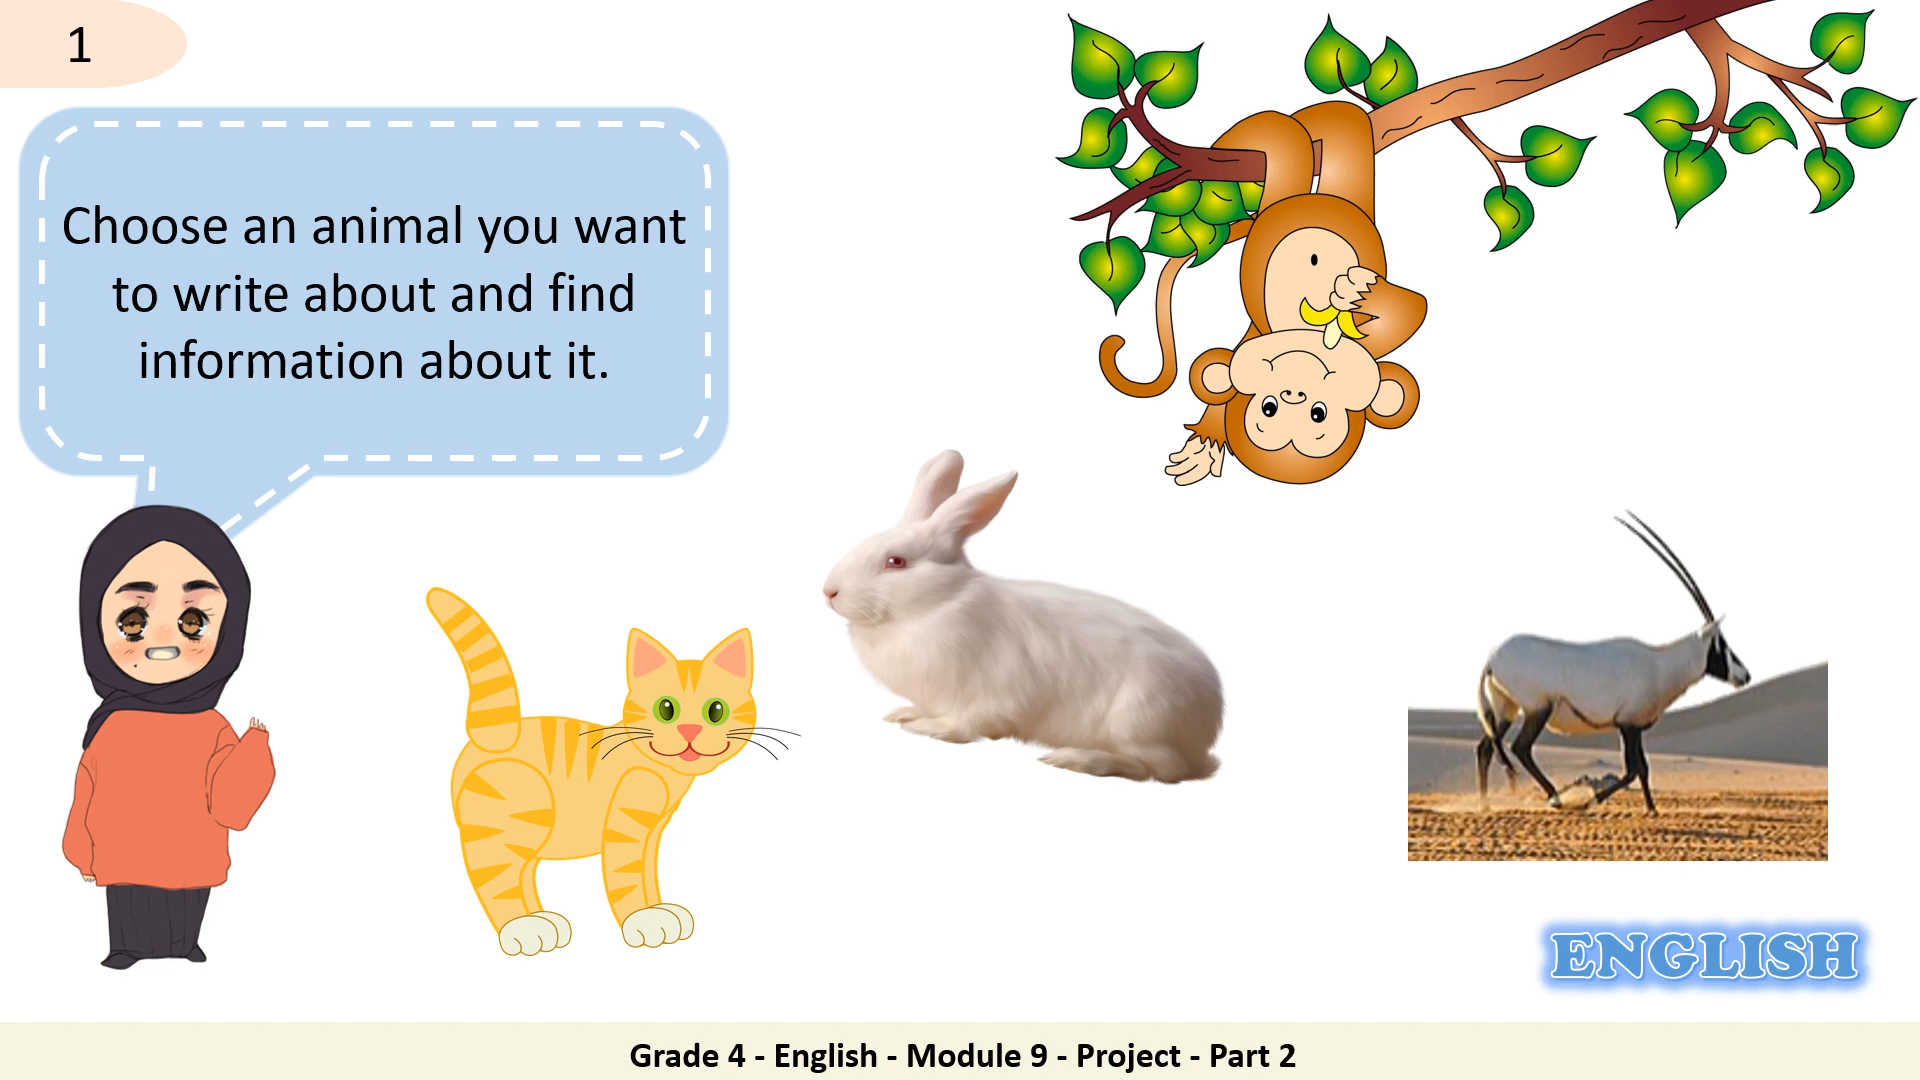 1
Choose an animal you want
to write about and find
information about it.
ENGLISH
Grade 4 - English - Module 9 - Project - Part 2